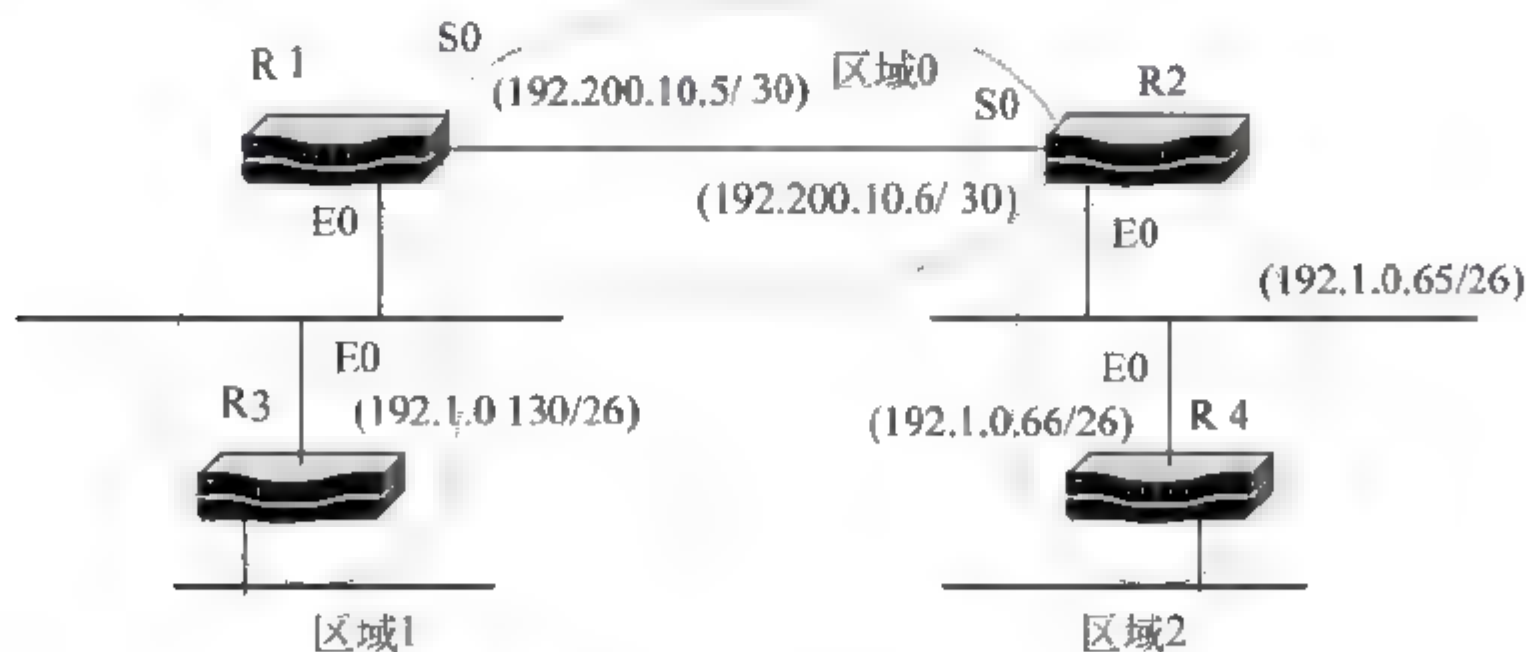 R 1
S0
(192.200.10.5/ 30)
区域0
S0
R2
(192.200.10.6/ 30)
E0
E0
(192.1.0.65/26)
E0
R3
(192.1.0 130/26)
E0
(192.1.0.66/26)
R 4
区域1
区域2